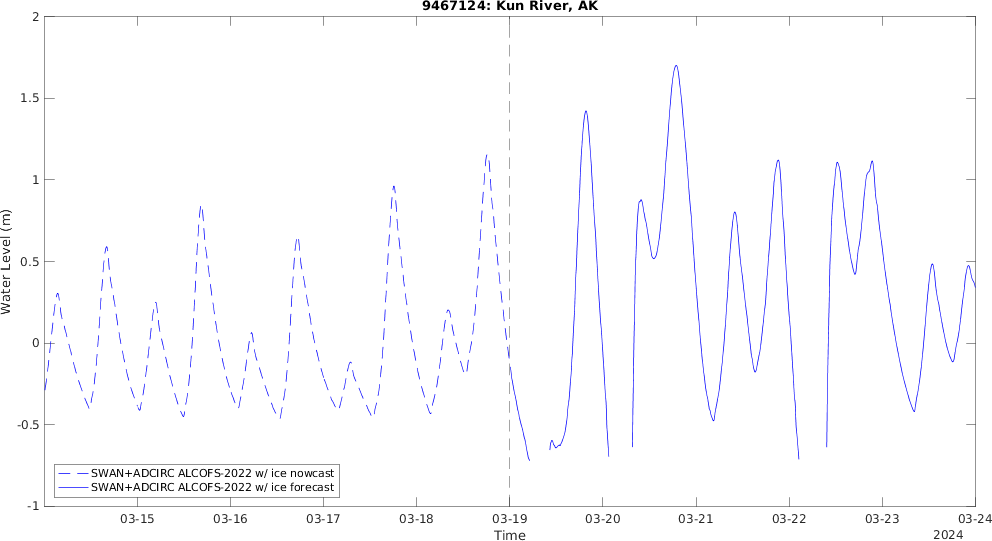 9467124: Kun River, AK
Water Level (m)
2
1.5
1
0.5
0
-0.5
-1
SWAN+ADCIRC ALCOFS-2022 w/ ice nowcast
SWAN+ADCIRC ALCOFS-2022 w/ ice forecast
03-15 03-16 03-17 03-18 03-19 03-20 03-21 03-22 03-23 03-24
Time
2024